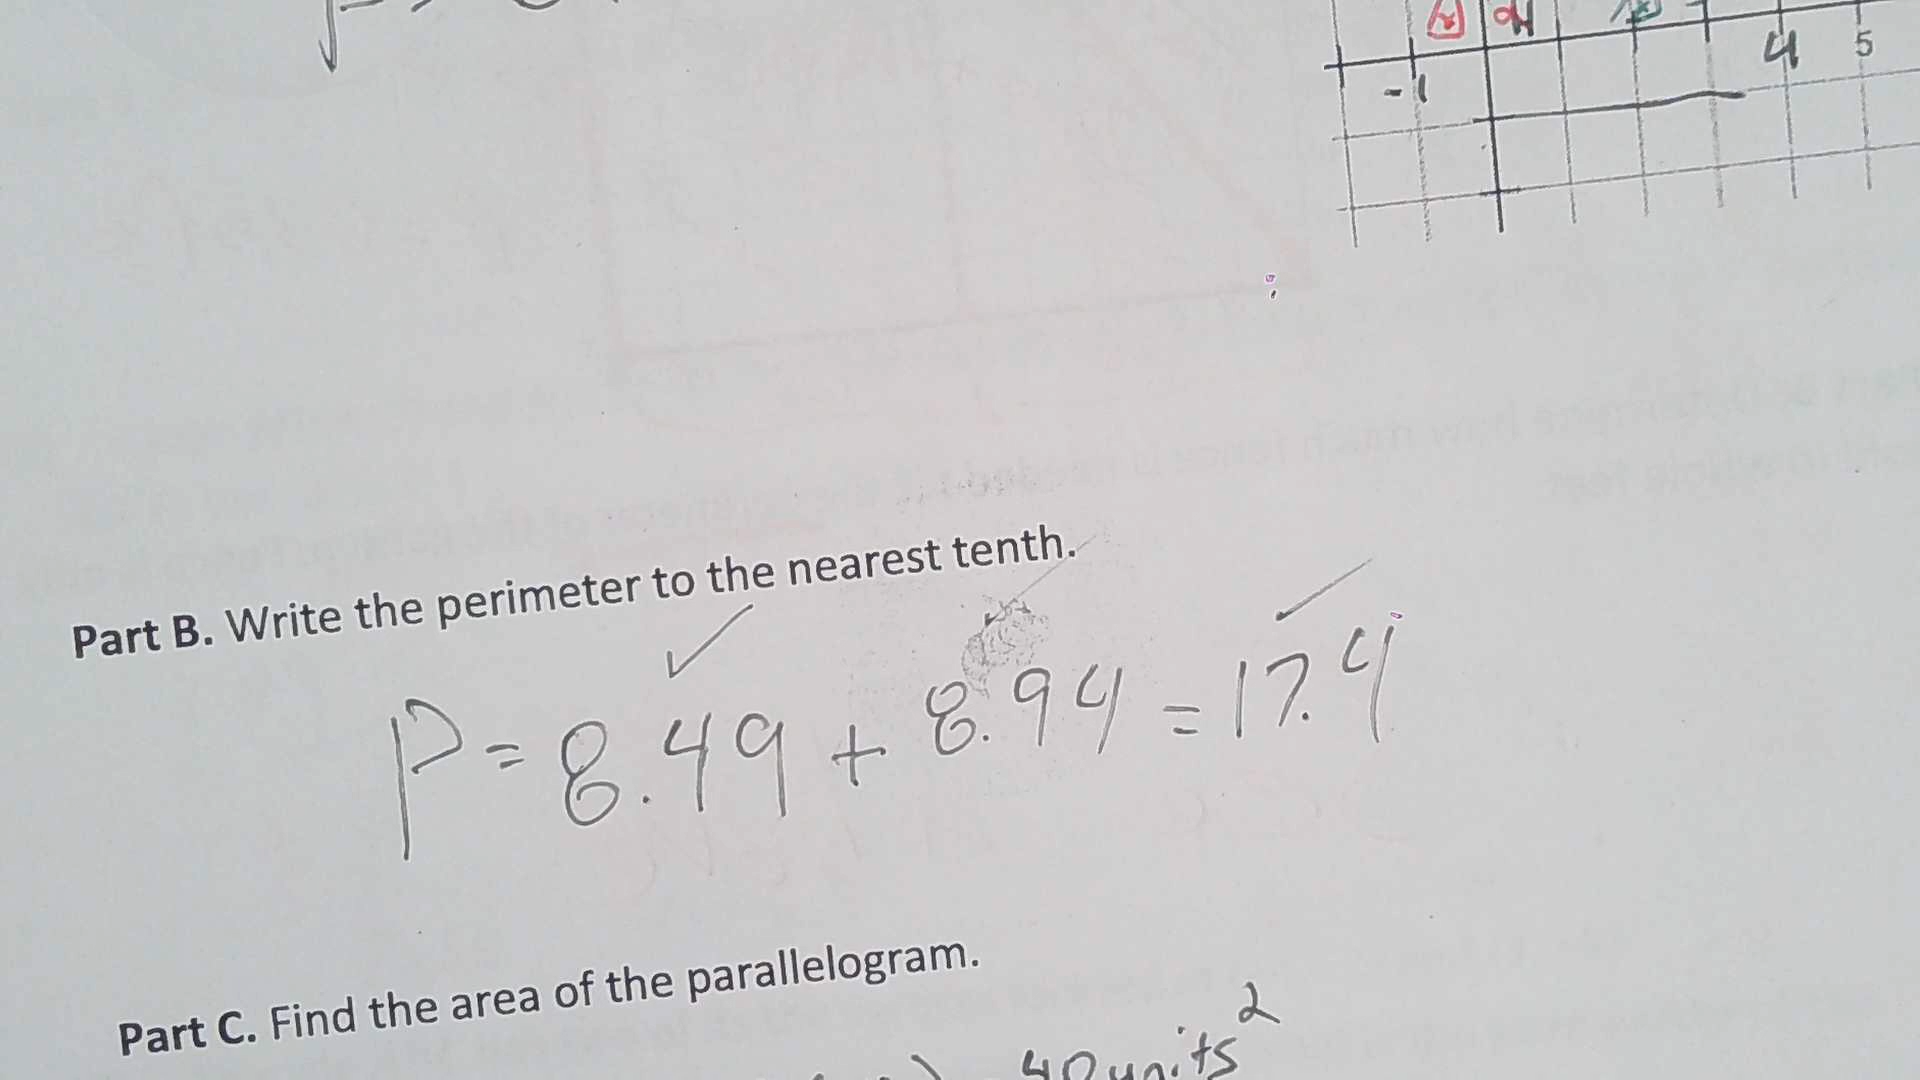 -1 4 5
Part B. Write the perimeter to the nearest tenth.
P = 8.49 + 8.94 = 17.4
Part C. Find the area of the parallelogram.
40 units²